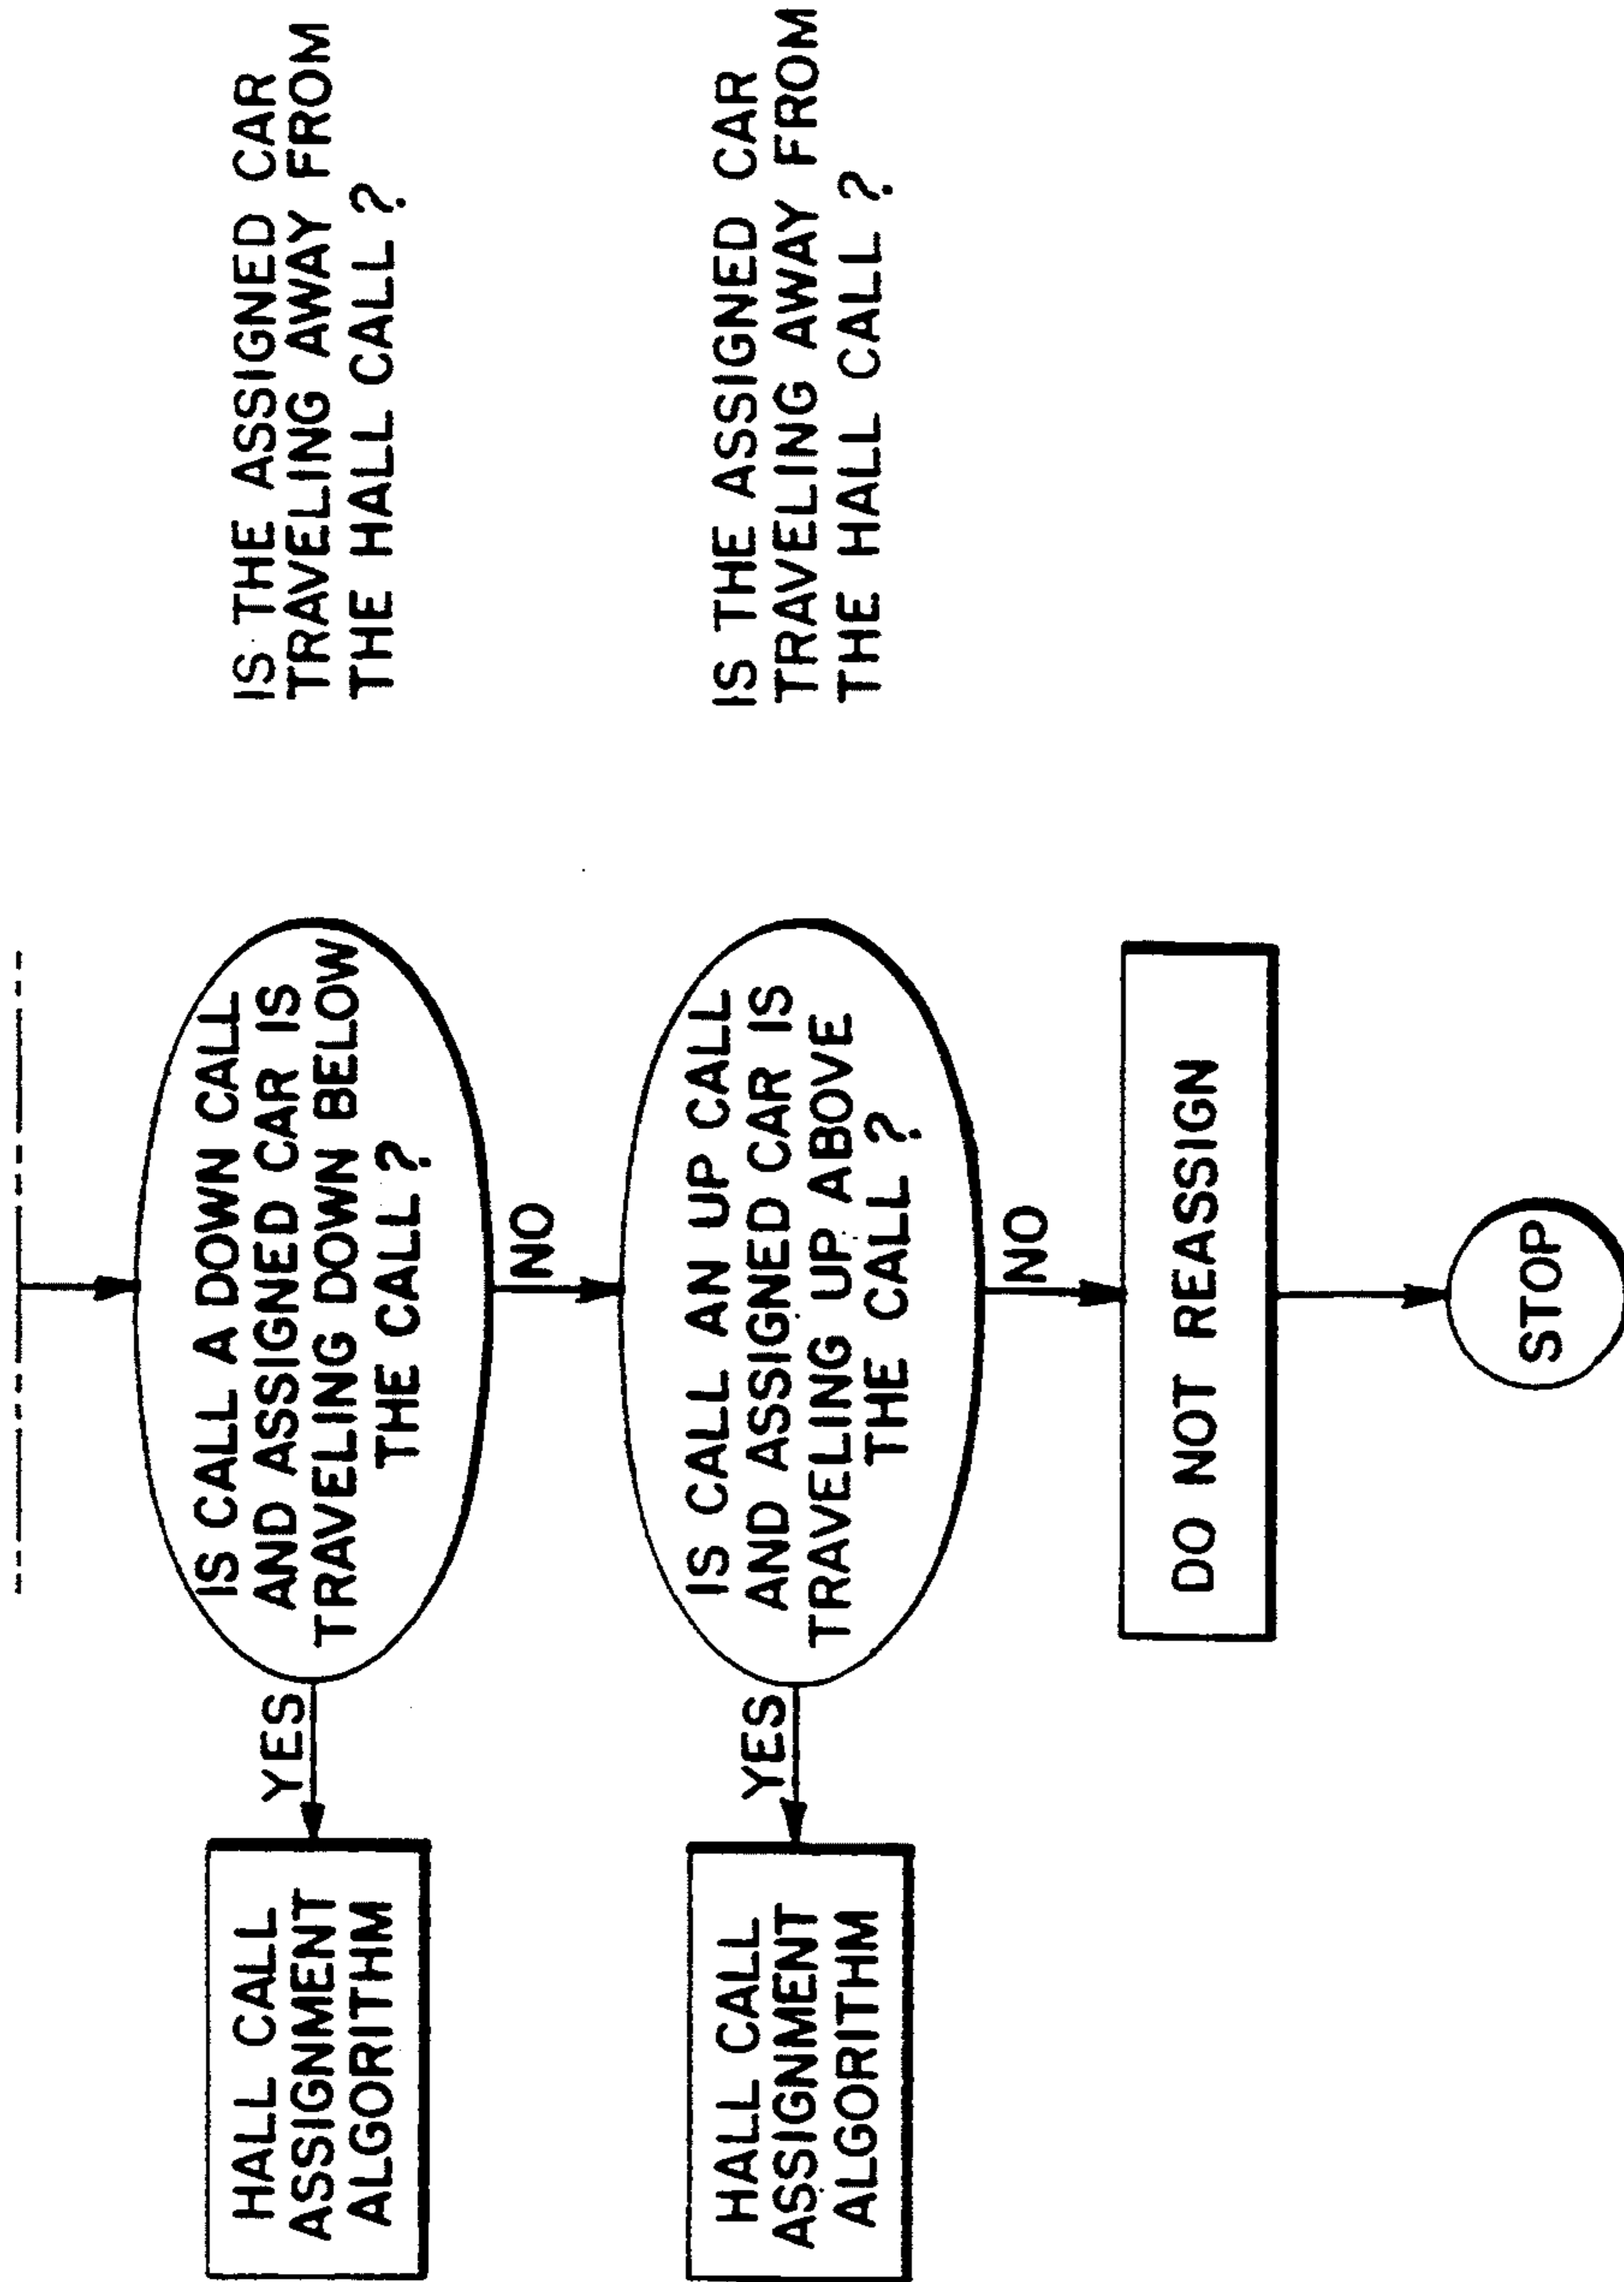 IS CALL A DOWN CALL
AND ASSIGNED CAR IS
TRAVELING DOWN BELOW
THE CALL ?
IS THE ASSIGNED CAR
TRAVELING AWAY FROM
THE HALL CALL ?
YES
HALL CALL
ASSIGNMENT
ALGORITHM
NO
IS CALL AN UP CALL
AND ASSIGNED CAR IS
TRAVELING UP ABOVE
THE CALL ?
IS THE ASSIGNED CAR
TRAVELING AWAY FROM
THE HALL CALL ?
YES
HALL CALL
ASSIGNMENT
ALGORITHM
NO
DO NOT REASSIGN
STOP